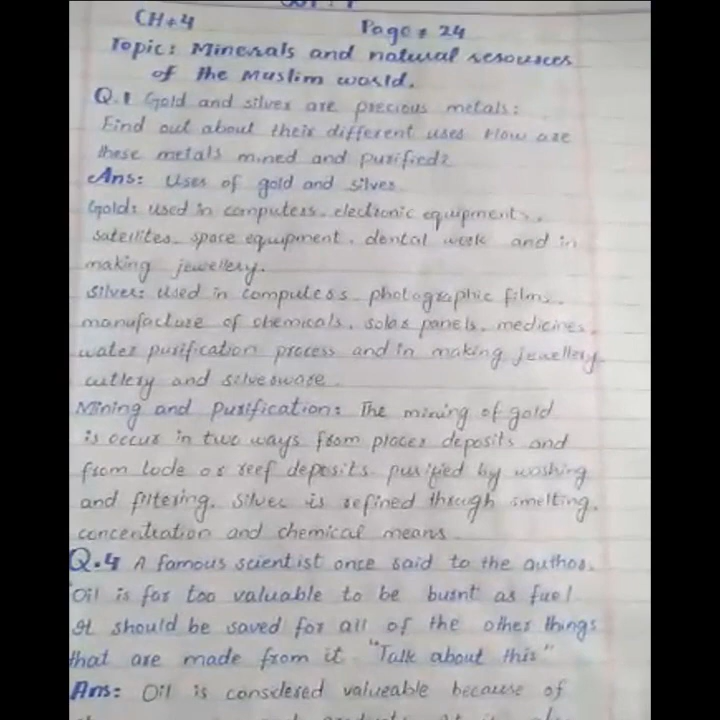 CH # 4 Page # 24
Topic: Minerals and natural resources
of the Muslim world.
Q.1 Gold and silver are precious metals:
Find out about their different uses How are
these metals mined and purified?
Ans: Uses of gold and silver
Gold: used in computers. electronic equipments.
satellites. space equipment. dental work and in
making jewellery.
Silver: used in computers photographic films.
manufacture of chemicals. solar panels. medicines.
water purification process and in making jewellery
cutlery and silverware.
Mining and Purification: The mining of gold
is occur in two ways from placer deposits and
from lode or reef deposits. purified by washing
and filtering. Silver is refined through smelting.
concentration and chemical means.
Q.4 A famous scientist once said to the author.
Oil is far too valuable to be burnt as fuel.
It should be saved for all of the other things
that are made from it. "Talk about this"
Ans: Oil is considered valueable because of